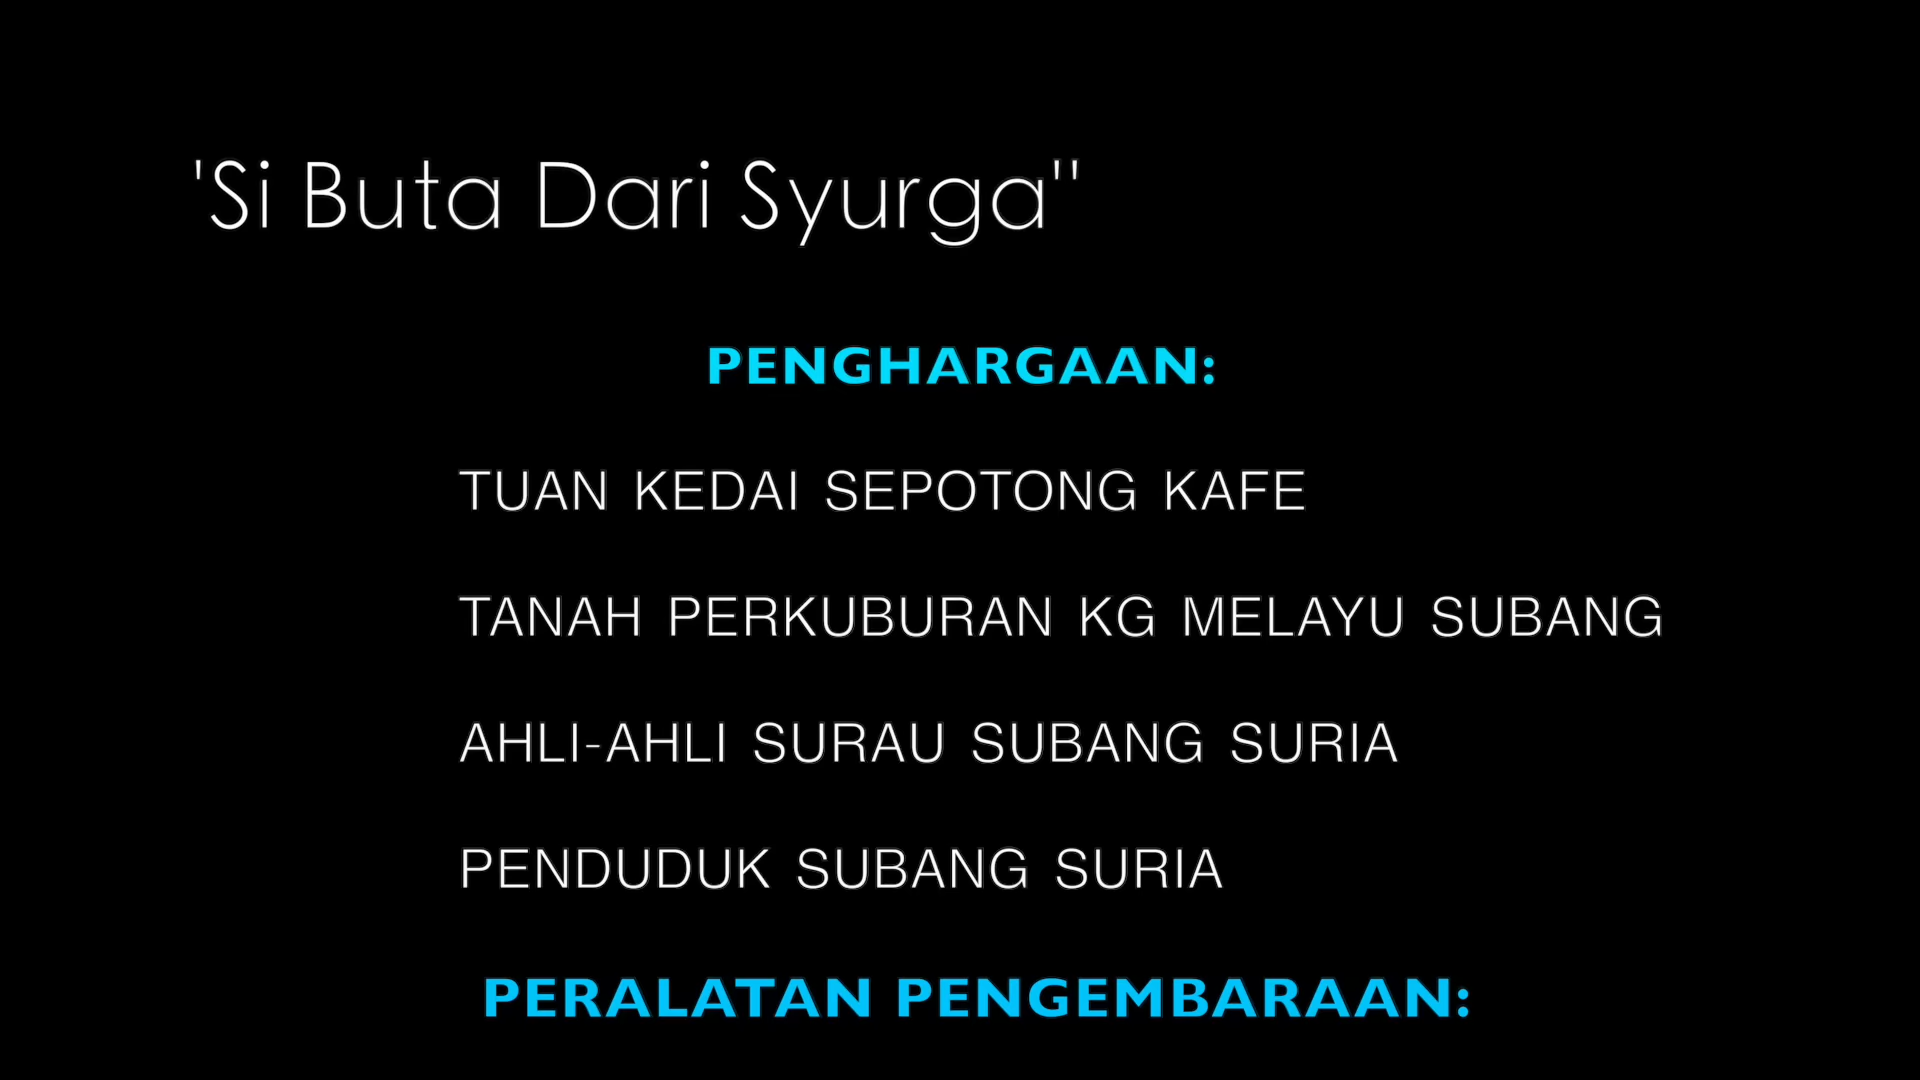 'Si Buta Dari Syurga"
PENGHARGAAN:
TUAN KEDAI SEPOTONG KAFE
TANAH PERKUBURAN KG MELAYU SUBANG
AHLI-AHLI SURAU SUBANG SURIA
PENDUDUK SUBANG SURIA
PERALATAN PENGEMBARAAN: